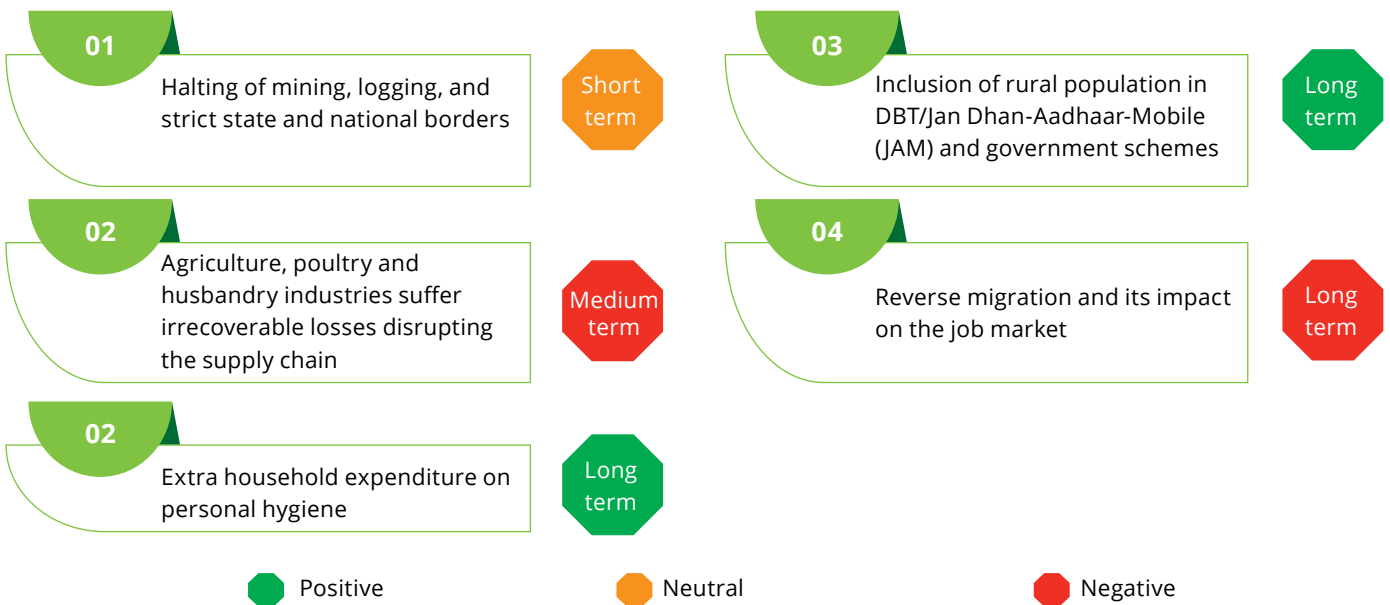 01
Halting of mining, logging, and
strict state and national borders
Short
term
02
Agriculture, poultry and
husbandry industries suffer
irrecoverable losses disrupting
the supply chain
Medium
term
02
Extra household expenditure on
personal hygiene
Long
term
03
Inclusion of rural population in
DBT/Jan Dhan-Aadhaar-Mobile
(JAM) and government schemes
Long
term
04
Reverse migration and its impact
on the job market
Long
term
Positive
Neutral
Negative